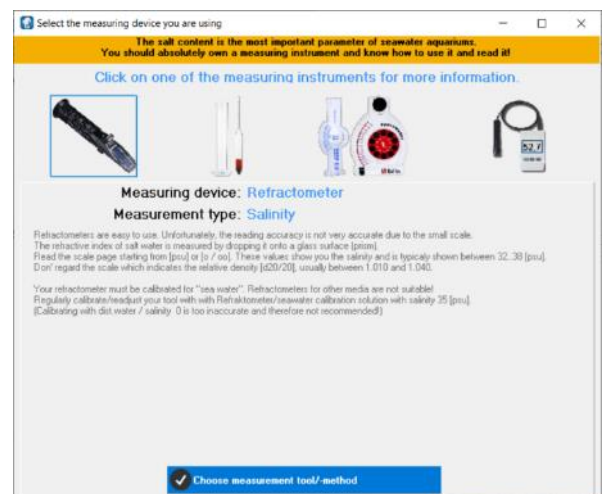 Select the measuring device you are using
The salt content is the most important parameter of seawater aquariums.
You should absolutely own a measuring instrument and know how to use it and read it!
Click on one of the measuring instruments for more information.
52.7
Measuring device: Refractometer
Measurement type: Salinity
Refractometers are easy to use. Unfortunately, the reading accuracy is not very accurate due to the small scale.
The refractive index of salt water is measured by dropping it onto a glass surface (prism).
Read the scale page starting from [psu] or [o / oo]. These values show you the salinity and is typicaly shown between 32..38 [psu].
Don' regard the scale which indicates the relative density [d20/20], usually between 1.010 and 1.040.
Your refractometer must be calibrated for "sea water". Refractometers for other media are not suitable!
Regularly calibrate/readjust your tool with with Refraktometer/seawater calibration solution with salinity 35 [psu].
(Calibrating with dist water / salinity 0 is too inaccurate and therefore not recommended!)
Choose measurement tool/-method